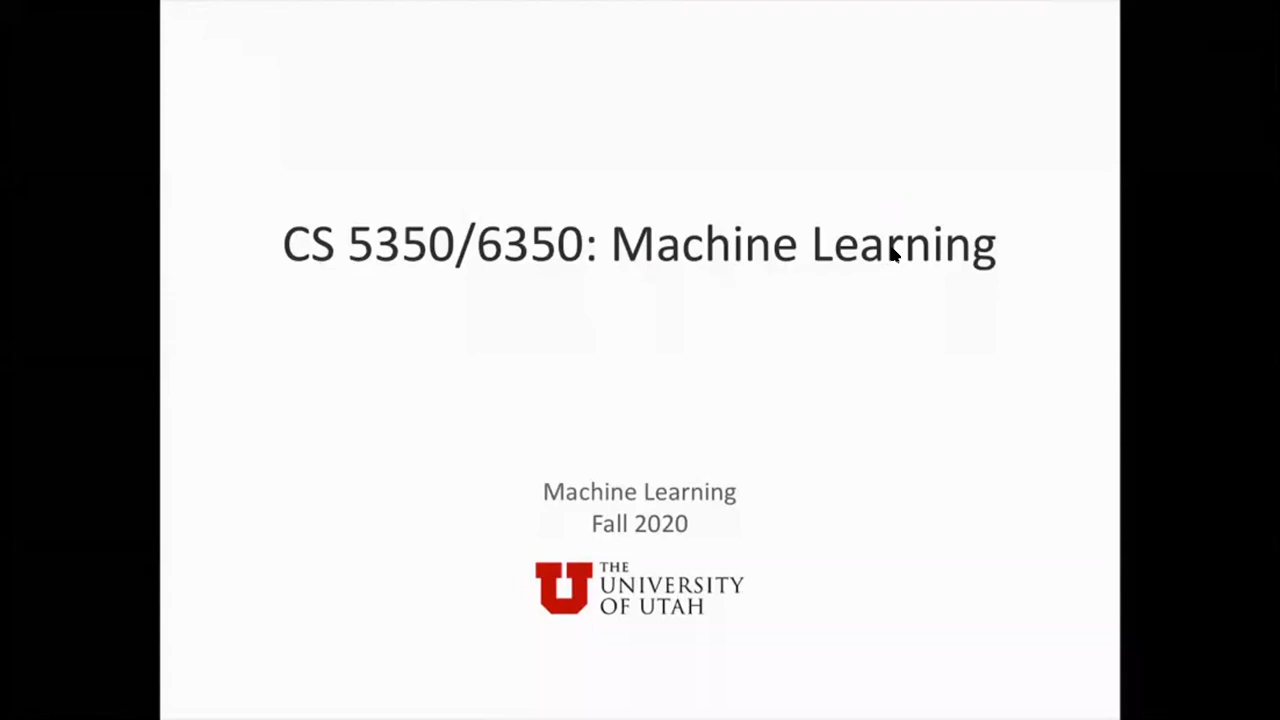 CS 5350/6350: Machine Learning
Machine Learning
Fall 2020
THE
UNIVERSITY
OF UTAH